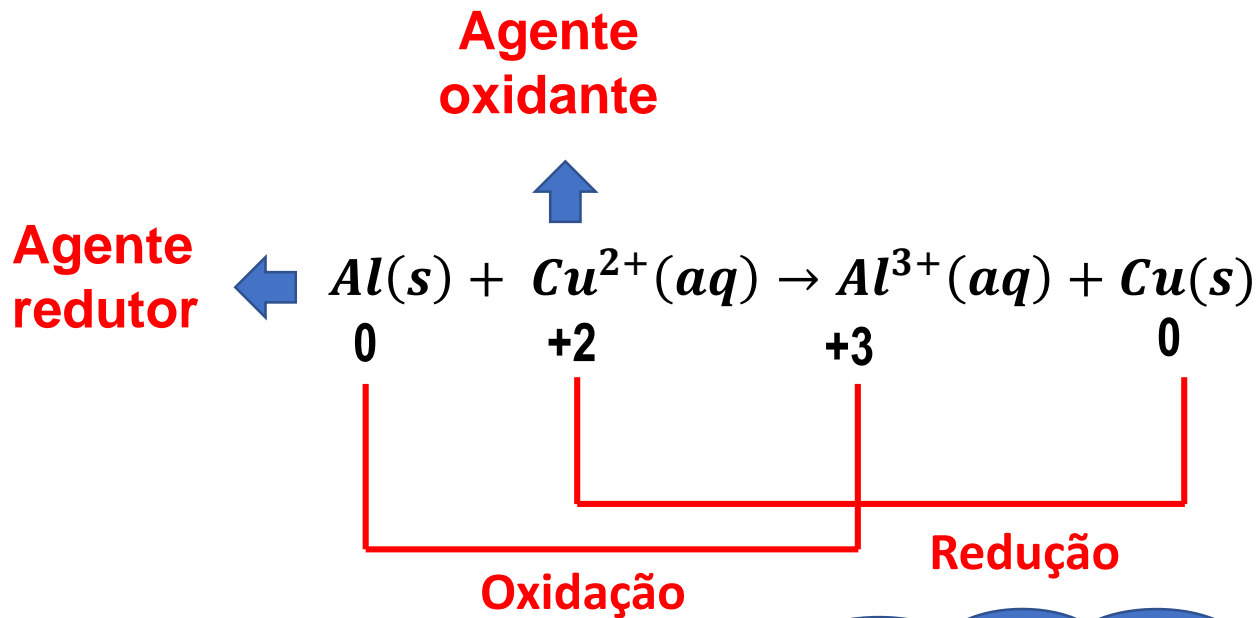 Agente
oxidante
Agente
redutor
Al(s) + Cu²⁺(aq) → Al³⁺(aq) + Cu(s)
0 +2 +3 0
Redução
Oxidação